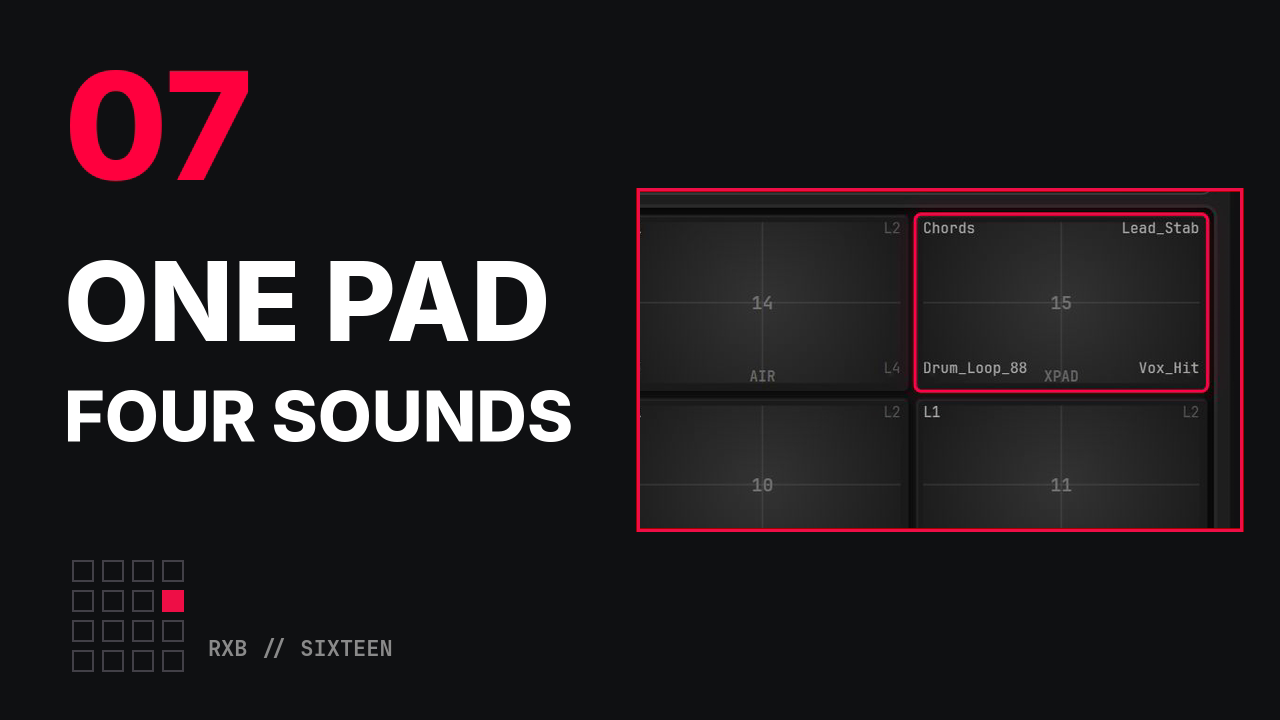 07
ONE PAD
FOUR SOUNDS
L2 Chords Lead_Stab
14 15
L4 Drum_Loop_88 Vox_Hit
AIR XPAD
L2 L1 L2
10 11
RXB // SIXTEEN